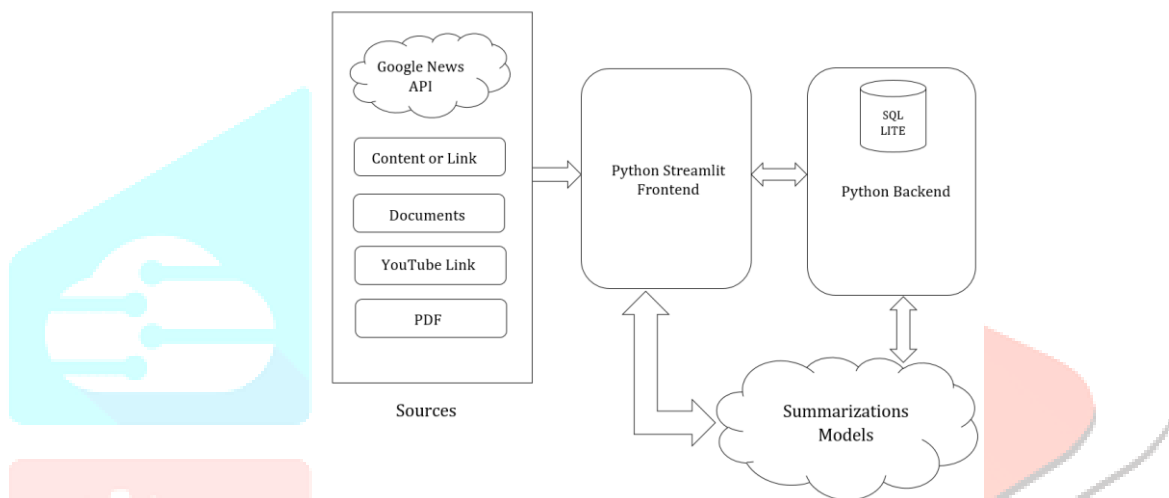 Google News
API
Content or Link
Documents
YouTube Link
PDF
Sources
Python Streamlit
Frontend
SQL
LITE
Python Backend
Summarizations
Models